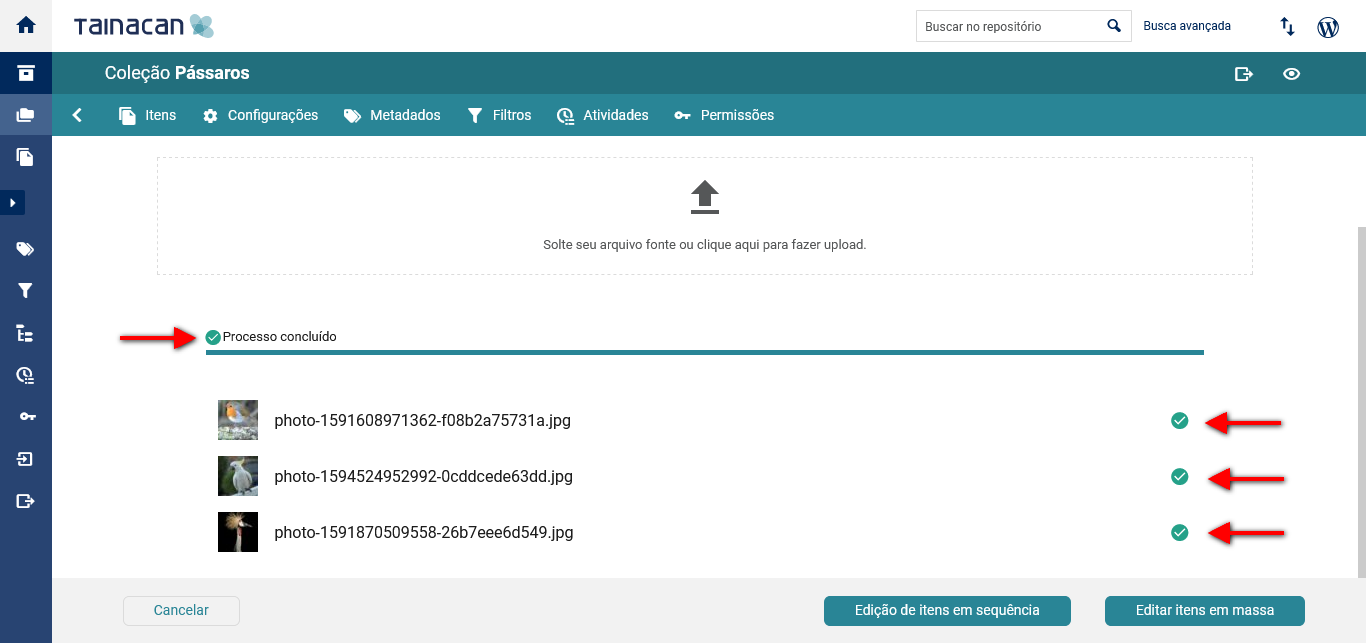 TAINACAN
Buscar no repositório
Busca avançada
Coleção Pássaros
Itens
Configurações
Metadados
Filtros
Atividades
Permissões
Solte seu arquivo fonte ou clique aqui para fazer upload.
Processo concluído
photo-1591608971362-f08b2a75731a.jpg
photo-1594524952992-0cddcede63dd.jpg
photo-1591870509558-26b7eee6d549.jpg
Cancelar
Edição de itens em sequência
Editar itens em massa